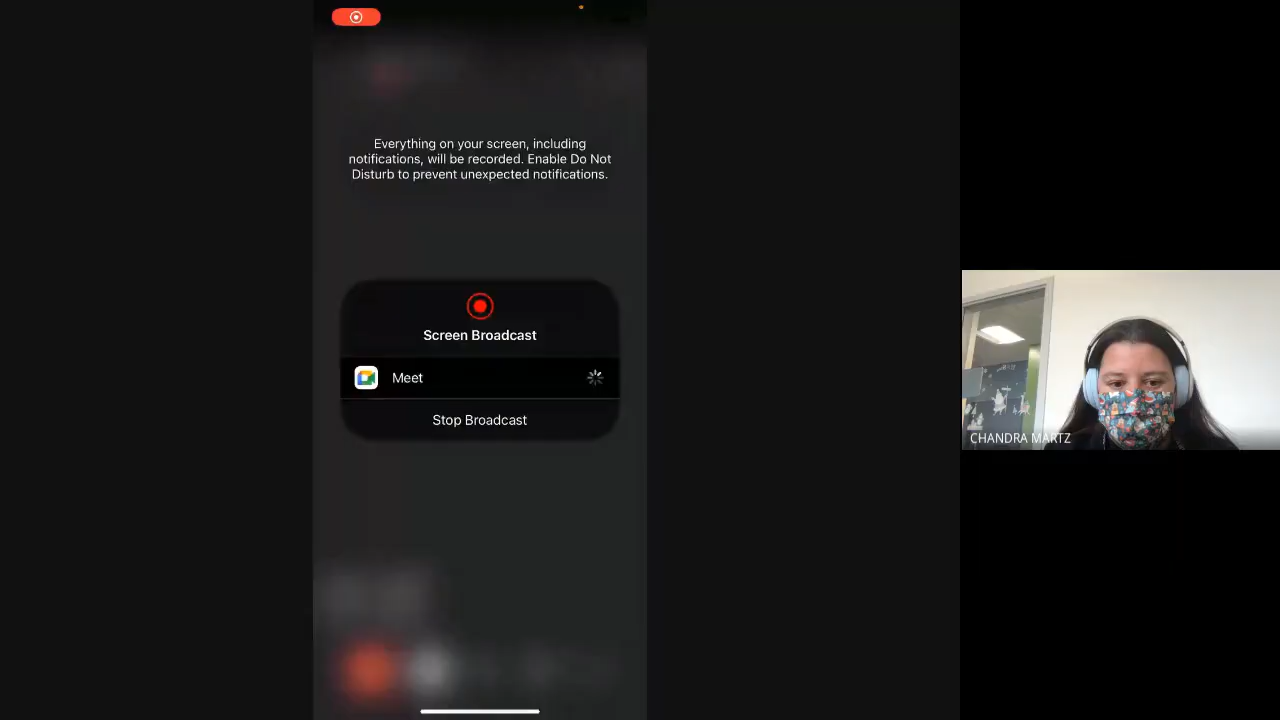 Everything on your screen, including
notifications, will be recorded. Enable Do Not
Disturb to prevent unexpected notifications.
Screen Broadcast
Meet
Stop Broadcast
CHANDRA MARTZ